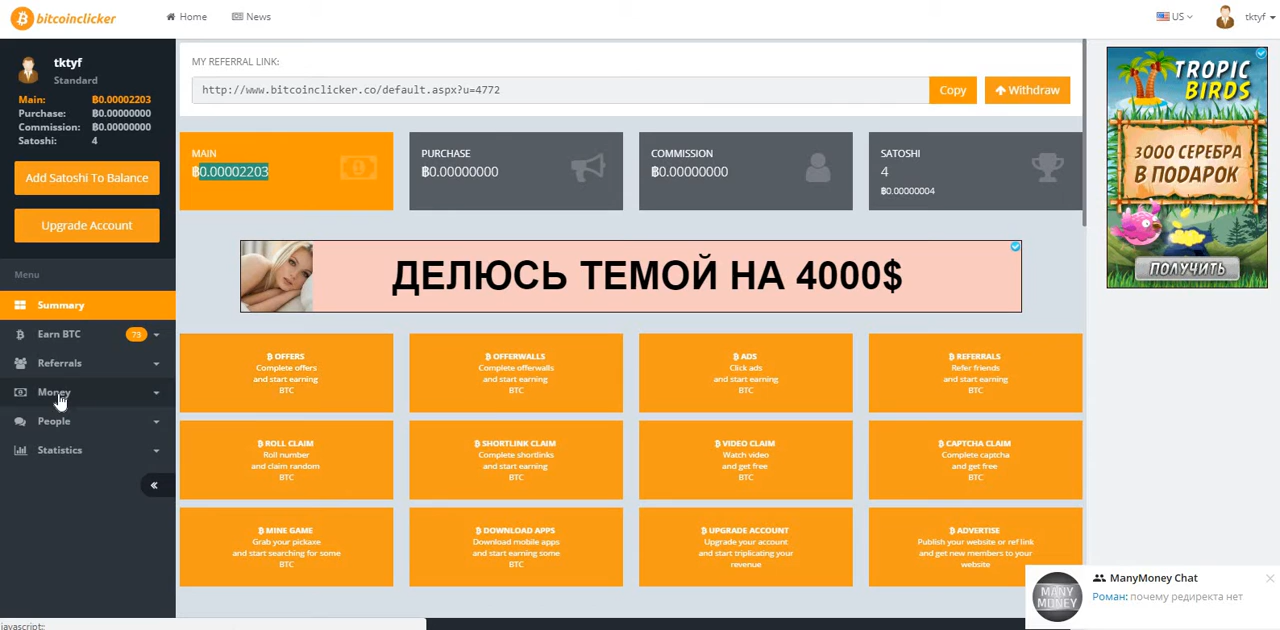 bitcoinclicker
Home
News
US
tktyf
tktyf
Standard
Main: ฿0.00002203
Purchase: ฿0.00000000
Commission: ฿0.00000000
Satoshi: 4
Add Satoshi To Balance
Upgrade Account
Menu
Summary
Earn BTC 73
Referrals
Money
People
Statistics
«
MY REFERRAL LINK:
http://www.bitcoinclicker.co/default.aspx?u=4772
Copy
Withdraw
MAIN
฿0.00002203
PURCHASE
฿0.00000000
COMMISSION
฿0.00000000
SATOSHI
4
฿0.00000004
ДЕЛЮСЬ ТЕМОЙ НА 4000$
OFFERS
Complete offers
and start earning
BTC
OFFERWALLS
Complete offerwalls
and start earning
BTC
ADS
Click ads
and start earning
BTC
REFERRALS
Refer friends
and start earning
BTC
ROLL CLAIM
Roll number
and claim random
BTC
SHORTLINK CLAIM
Complete shortlinks
and start earning
BTC
VIDEO CLAIM
Watch video
and get free
BTC
CAPTCHA CLAIM
Complete captcha
and get free
BTC
MINE GAME
Grab your pickaxe
and start searching for some
BTC
DOWNLOAD APPS
Download mobile apps
and start earning some
BTC
UPGRADE ACCOUNT
Upgrade your account
and start triplicating your
revenue
ADVERTISE
Publish your website or ref link
and get new members to your
website
TROPIC
BIRDS
3000 СЕРЕБРА
В ПОДАРОК
ПОЛУЧИТЬ
MANY
MONEY
ManyMoney Chat
Роман: почему редиректа нет
javascript:;